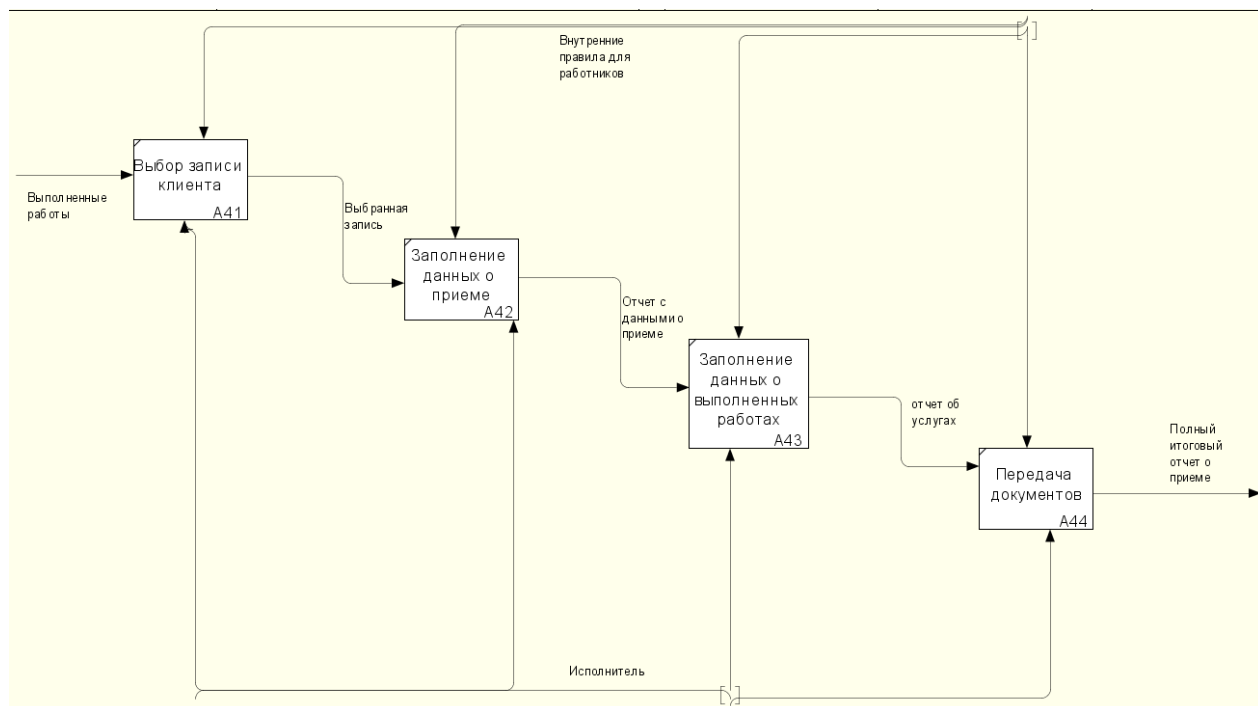 Внутренние
правила для
работников
Выбор записи
клиента
A41
Выполненные
работы
Выбранная
запись
Заполнение
данных о
приеме
A42
Отчет с
данными о
приеме
Заполнение
данных о
выполненных
работах
A43
отчет об
услугах
Передача
документов
A44
Полный
итоговый
отчет о
приеме
Исполнитель